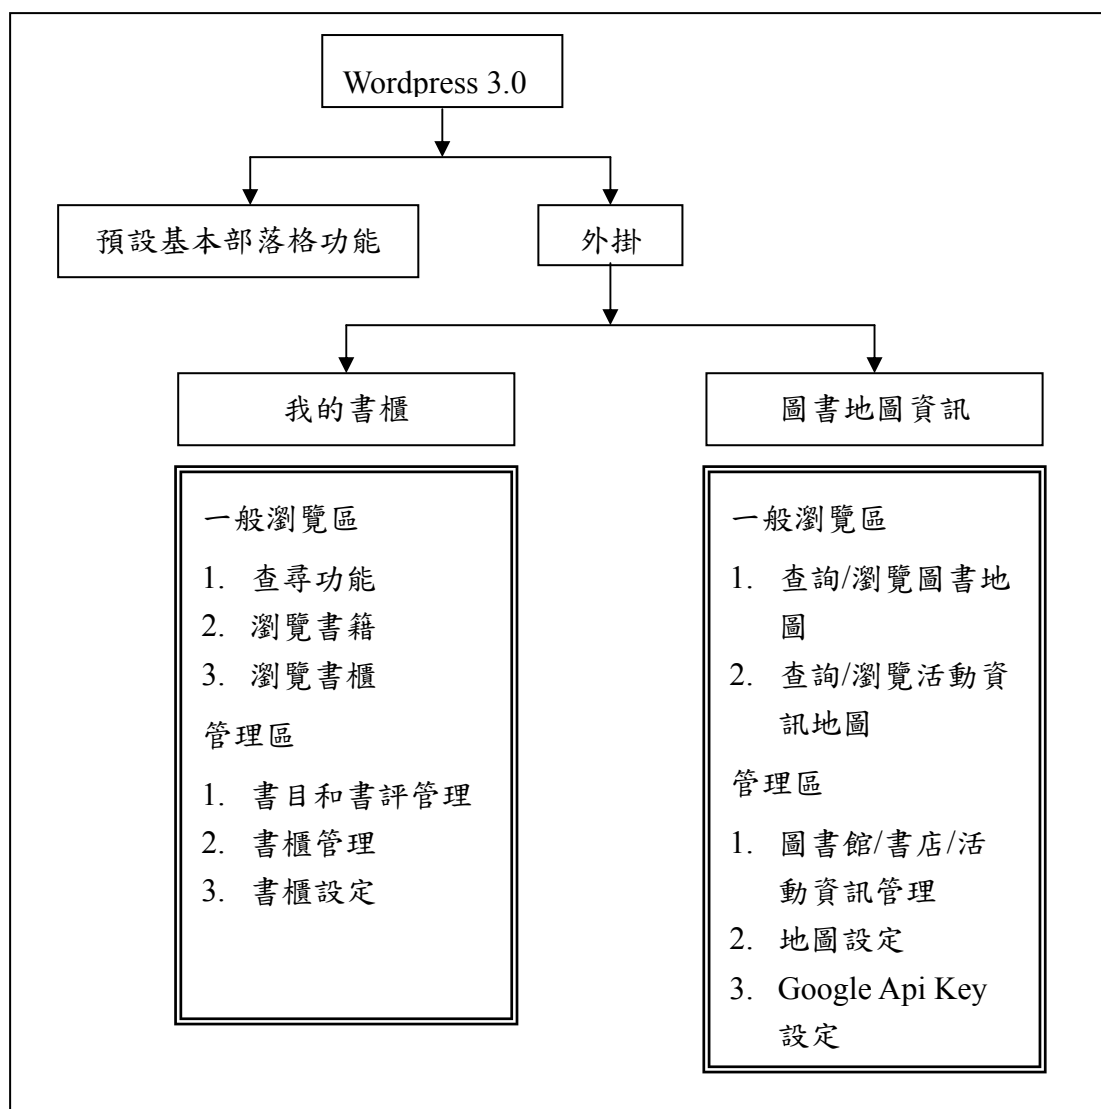 Wordpress 3.0
預設基本部落格功能
外掛
我的書櫃
圖書地圖資訊
一般瀏覽區
1. 查尋功能
2. 瀏覽書籍
3. 瀏覽書櫃
管理區
1. 書目和書評管理
2. 書櫃管理
3. 書櫃設定
一般瀏覽區
1. 查詢/瀏覽圖書地
圖
2. 查詢/瀏覽活動資
訊地圖
管理區
1. 圖書館/書店/活
動資訊管理
2. 地圖設定
3. Google Api Key
設定